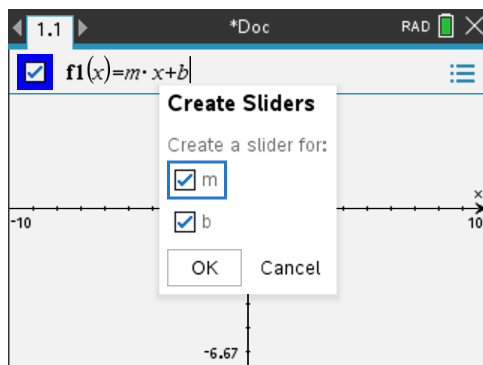 1.1 *Doc RAD
f1(x)=m·x+b
Create Sliders
Create a slider for:
m
b
OK Cancel
x
-10 10
-6.67